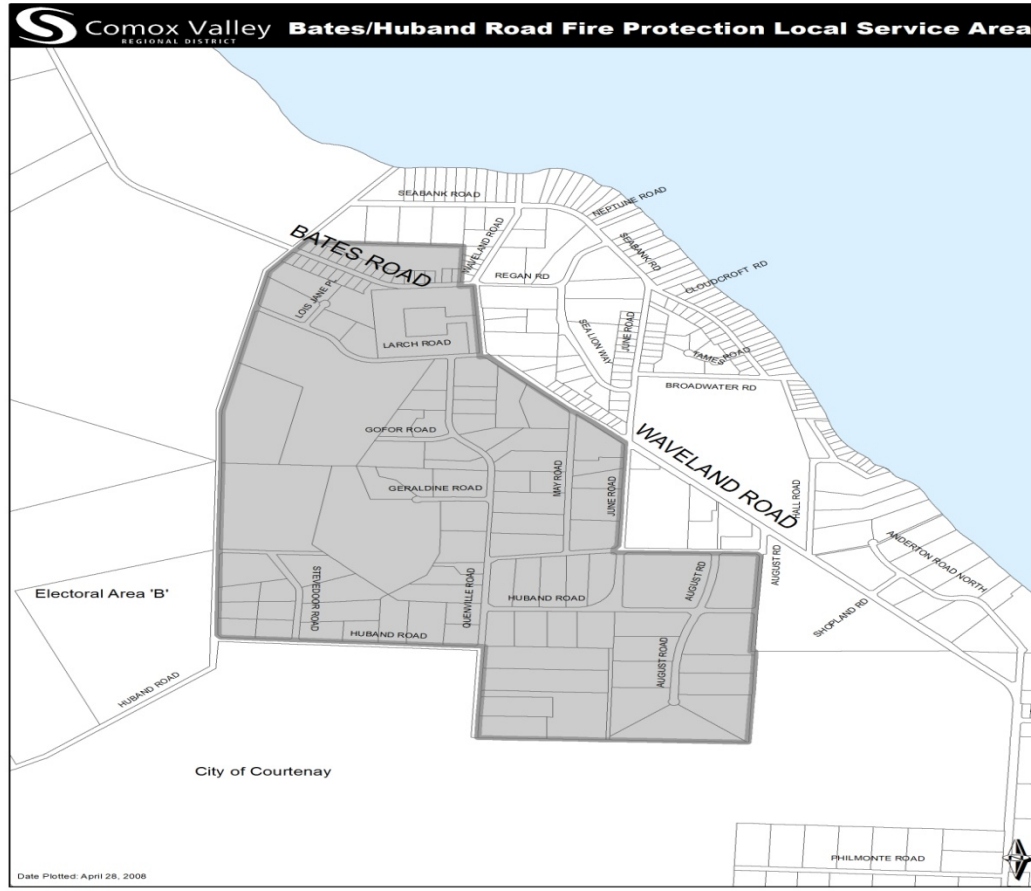 Comox Valley
REGIONAL DISTRICT
Bates/Huband Road Fire Protection Local Service Area
SEABANK ROAD
NEPTUNE ROAD
WAVELAND ROAD
SEABANK RD
BATES ROAD
REGAN RD
CLOUDCROFT RD
LOIS JANE PL
SEA LION WAY
JUNE ROAD
LARCH ROAD
TAMES ROAD
BROADWATER RD
GOFOR ROAD
WAVELAND ROAD
MAY ROAD
GERALDINE ROAD
JUNE ROAD
HALL ROAD
ANDERTON ROAD NORTH
AUGUST RD
AUGUST RD
STEVEDOOR ROAD
Electoral Area 'B'
QUENVILLE ROAD
HUBAND ROAD
SHOPLAND RD
HUBAND ROAD
AUGUST ROAD
HUBAND ROAD
City of Courtenay
PHILMONTE ROAD
Date Plotted: April 28, 2008